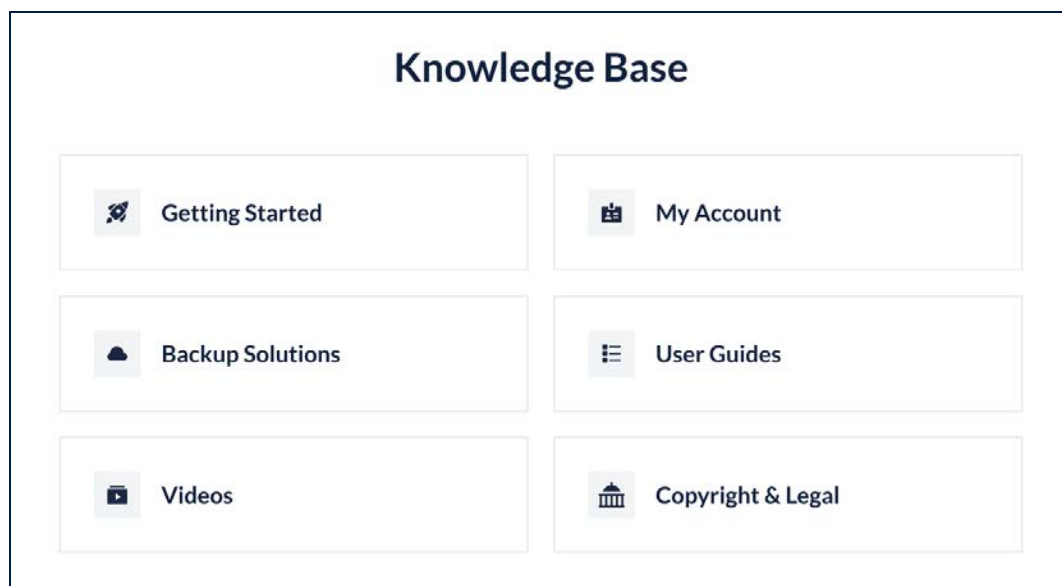 Knowledge Base
Getting Started
My Account
Backup Solutions
User Guides
Videos
Copyright & Legal